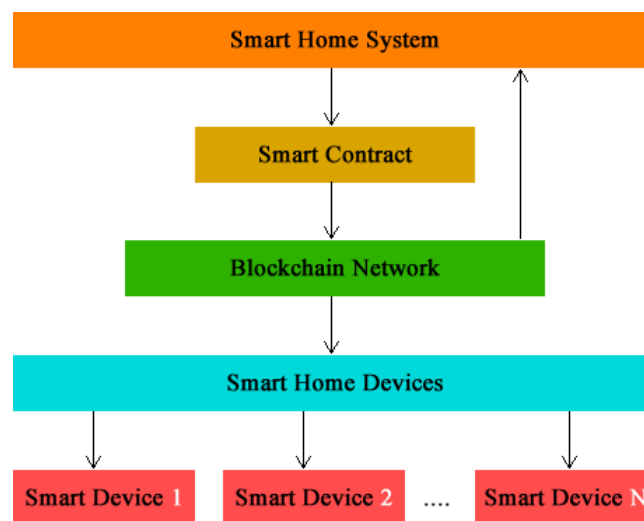 Smart Home System
Smart Contract
Blockchain Network
Smart Home Devices
Smart Device 1 Smart Device 2 .... Smart Device N